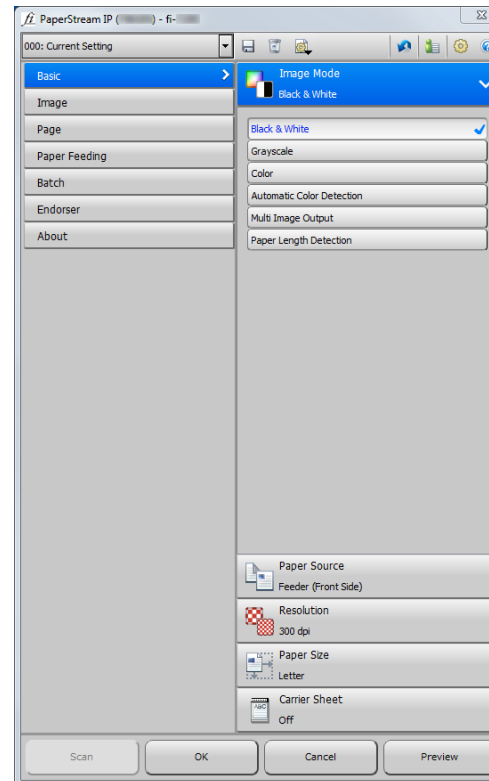 fi PaperStream IP ( ) - fi-
000: Current Setting
Basic
Image
Page
Paper Feeding
Batch
Endorser
About
Image Mode
Black & White
Black & White
Grayscale
Color
Automatic Color Detection
Multi Image Output
Paper Length Detection
Paper Source
Feeder (Front Side)
Resolution
300 dpi
Paper Size
Letter
ABC
Carrier Sheet
Off
Scan
OK
Cancel
Preview